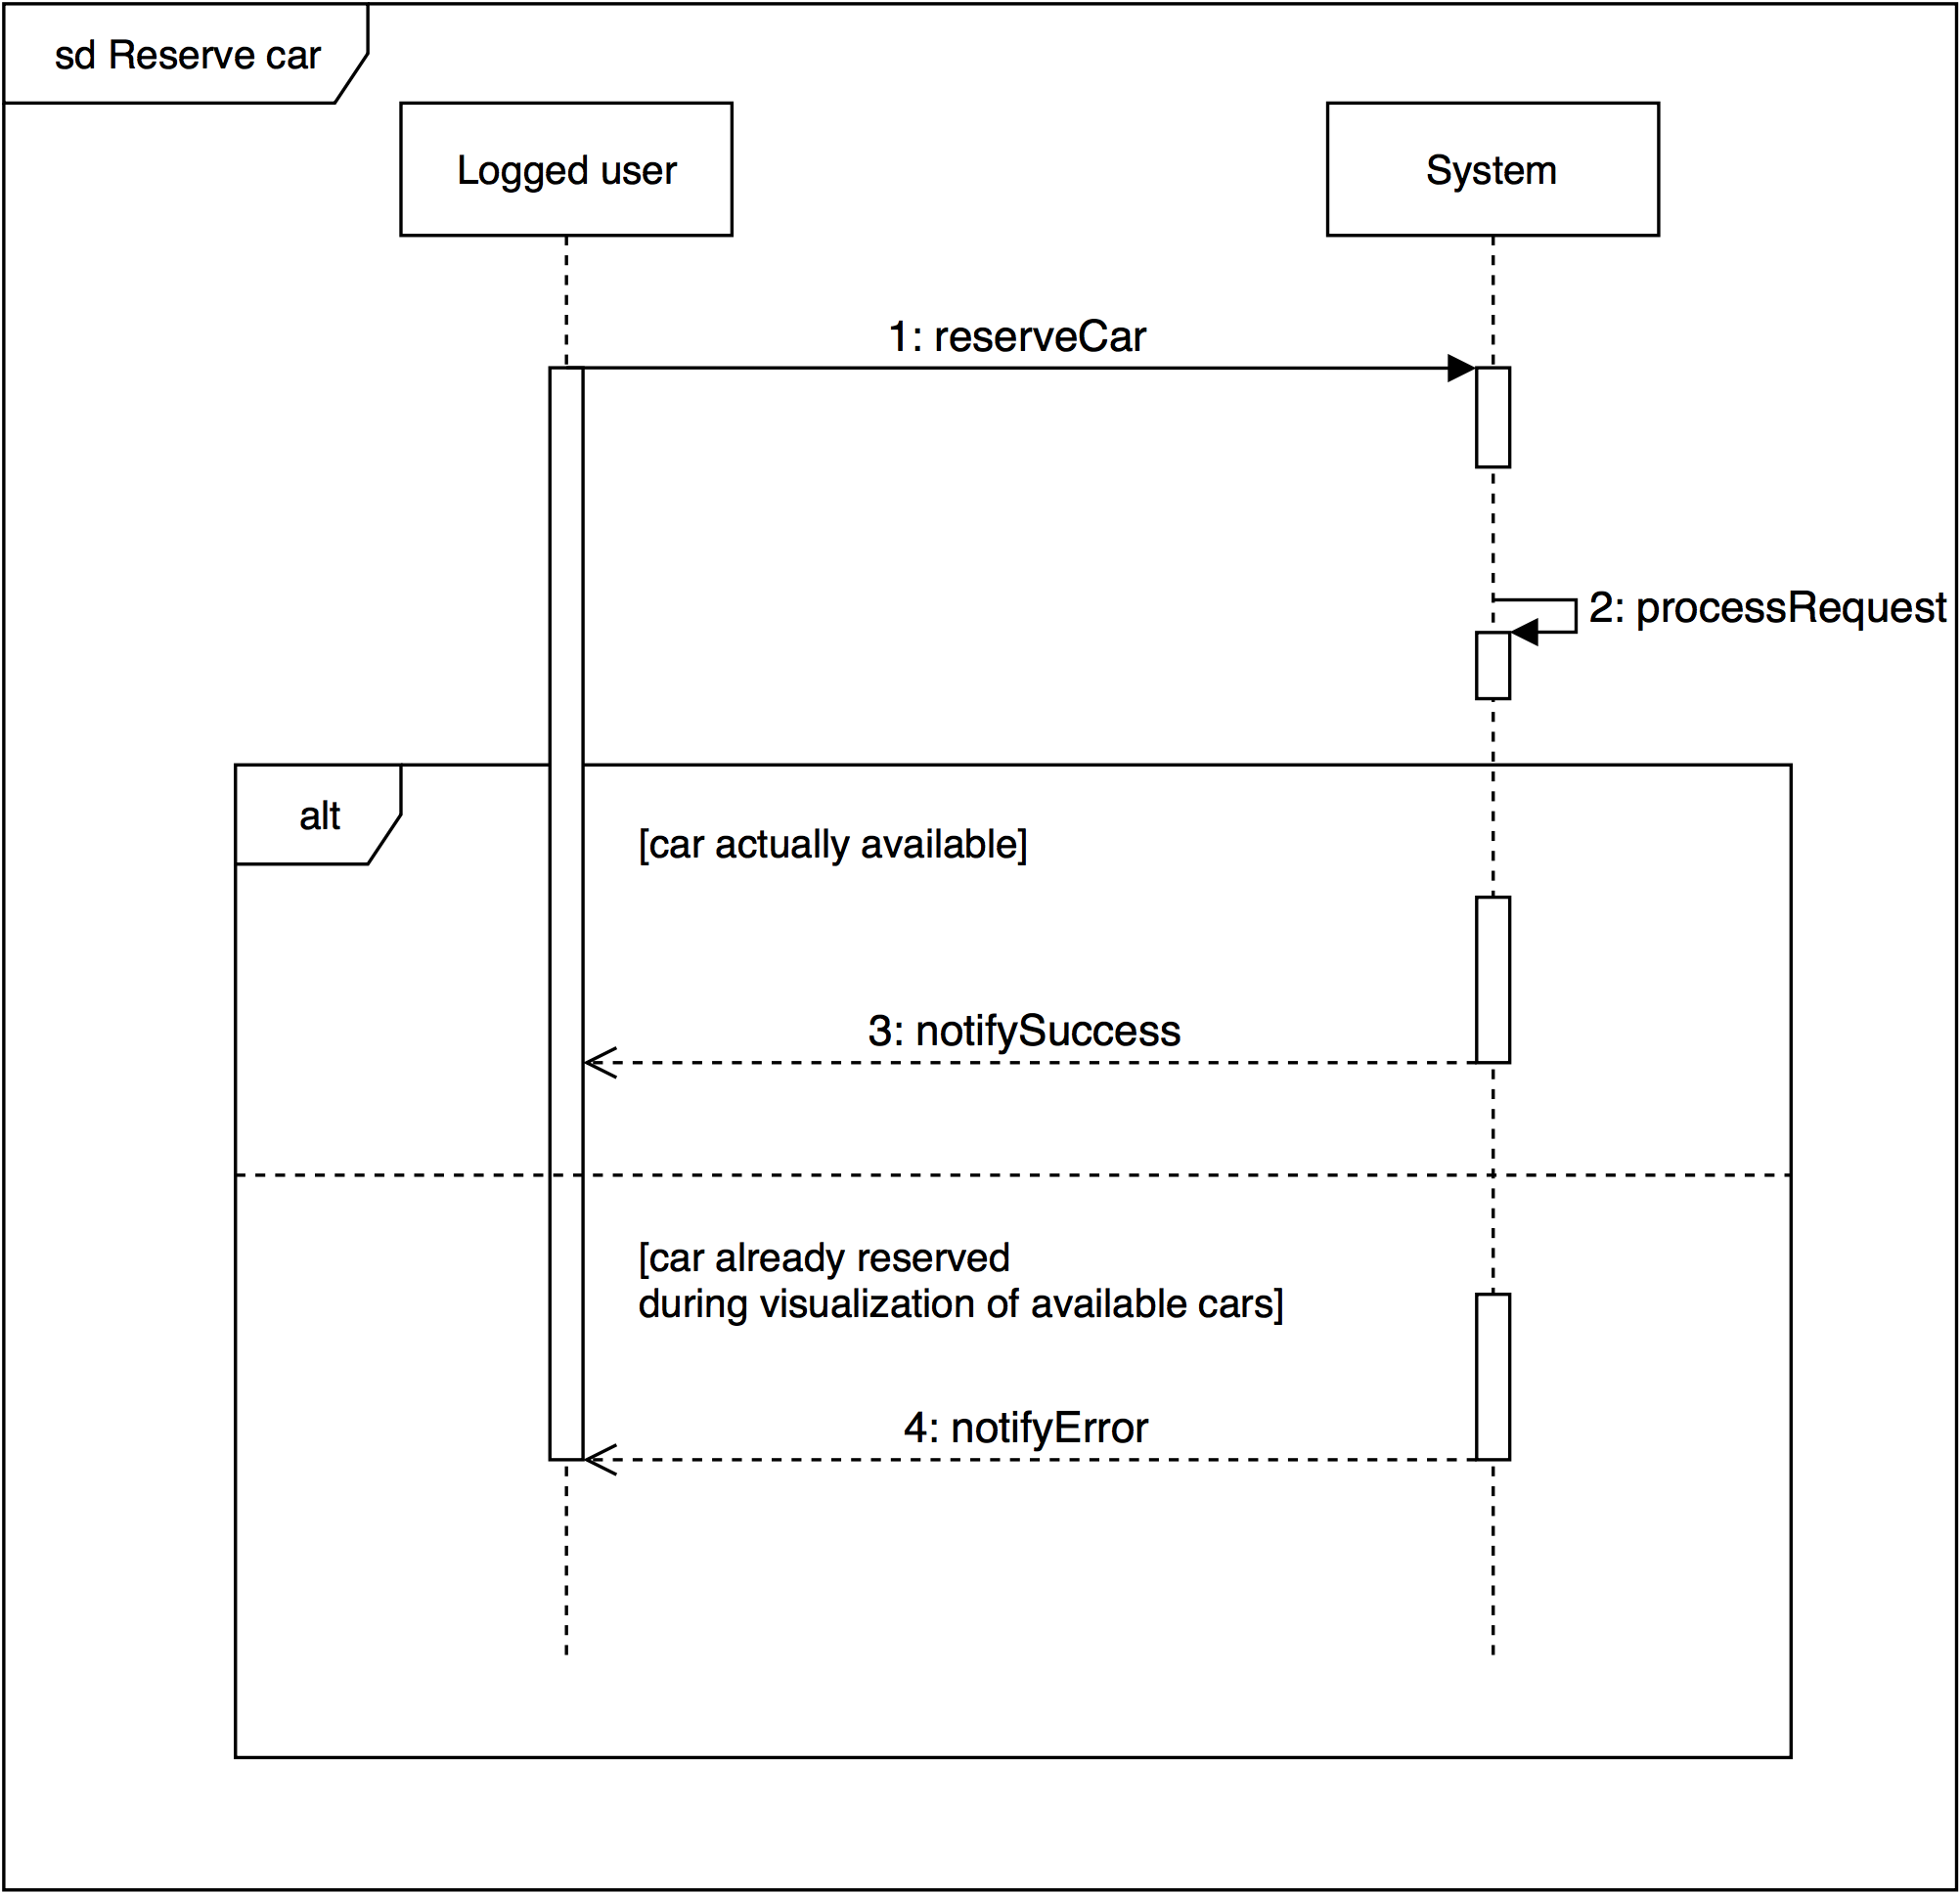 sd Reserve car
Logged user
System
1: reserveCar
2: processRequest
alt
[car actually available]
3: notifySuccess
[car already reserved
during visualization of available cars]
4: notifyError